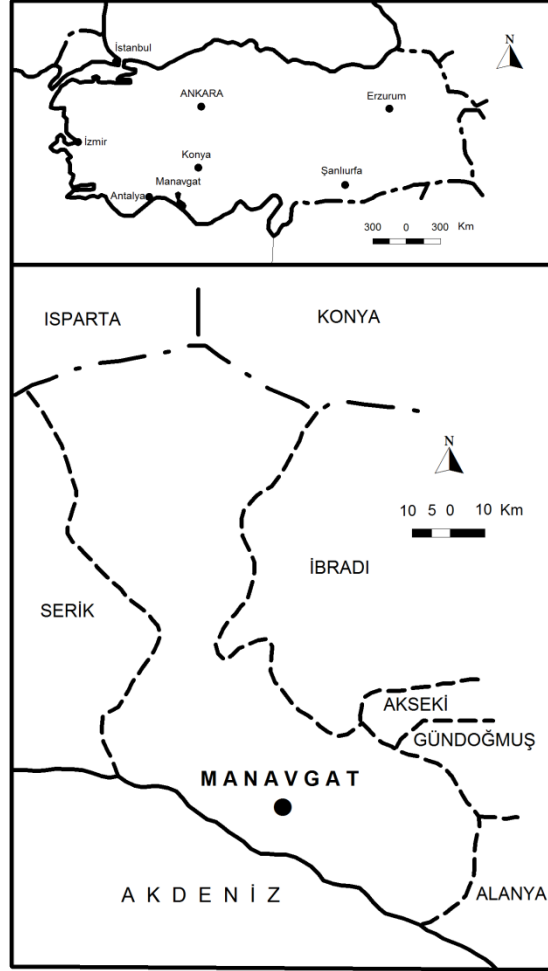 İstanbul
N
ANKARA
Erzurum
İzmir
Konya
Şanlıurfa
Manavgat
Antalya
300 0 300 Km
ISPARTA
KONYA
N
10 5 0 10 Km
İBRADI
SERİK
AKSEKİ
GÜNDOĞMUŞ
MANAVGAT
AKDENİZ
ALANYA